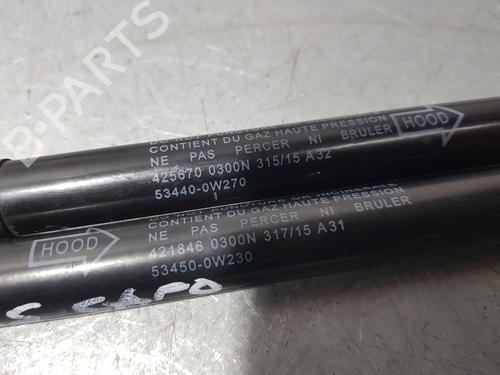 B-PARTS
CONTIENT DU GAZ HAUTE PRESSION
NE PAS PERCER NI BRULER
425670 0300N 315/15 A32
53440-0W270
HOOD
CONTIENT DU GAZ HAUTE PRESSION
NE PAS PERCER NI BRULER
421846 0300N 317/15 A31
53450-0W230
HOOD